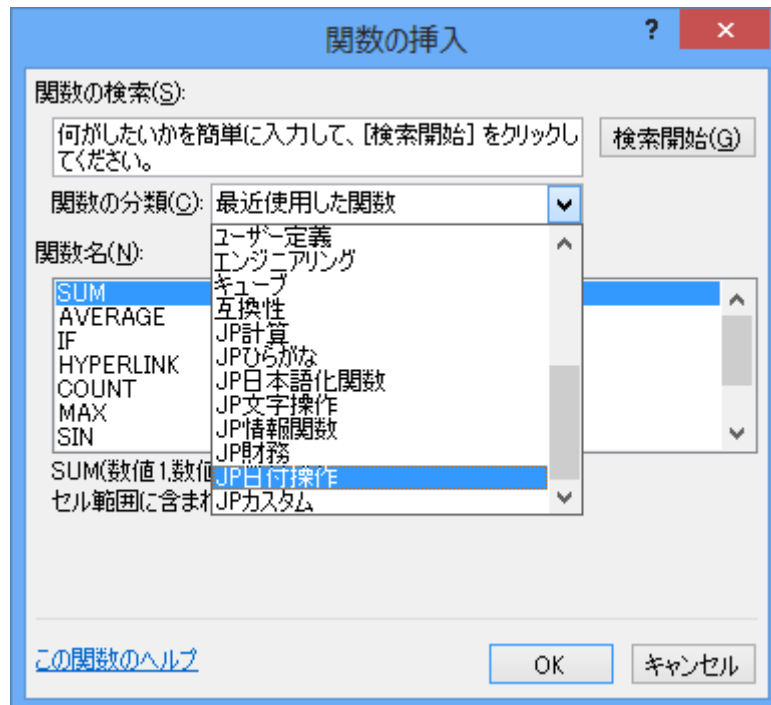 関数の挿入
?
×
関数の検索(S):
何がしたいかを簡単に入力して、[検索開始] をクリックし
てください。
検索開始(G)
関数の分類(C):
最近使用した関数
ユーザー定義
エンジニアリング
キューブ
互換性
JP計算
JPひらがな
JP日本語化関数
JP文字操作
JP情報関数
JP財務
JP日付操作
JPカスタム
関数名(N):
SUM
AVERAGE
IF
HYPERLINK
COUNT
MAX
SIN
SUM(数値1,数値
セル範囲に含まれ
この関数のヘルプ
OK
キャンセル